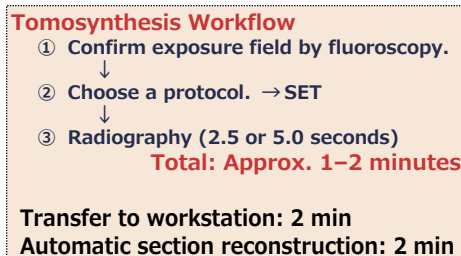 Tomosynthesis Workflow
① Confirm exposure field by fluoroscopy.
↓
② Choose a protocol. →SET
↓
③ Radiography (2.5 or 5.0 seconds)
Total: Approx. 1–2 minutes
Transfer to workstation: 2 min
Automatic section reconstruction: 2 min